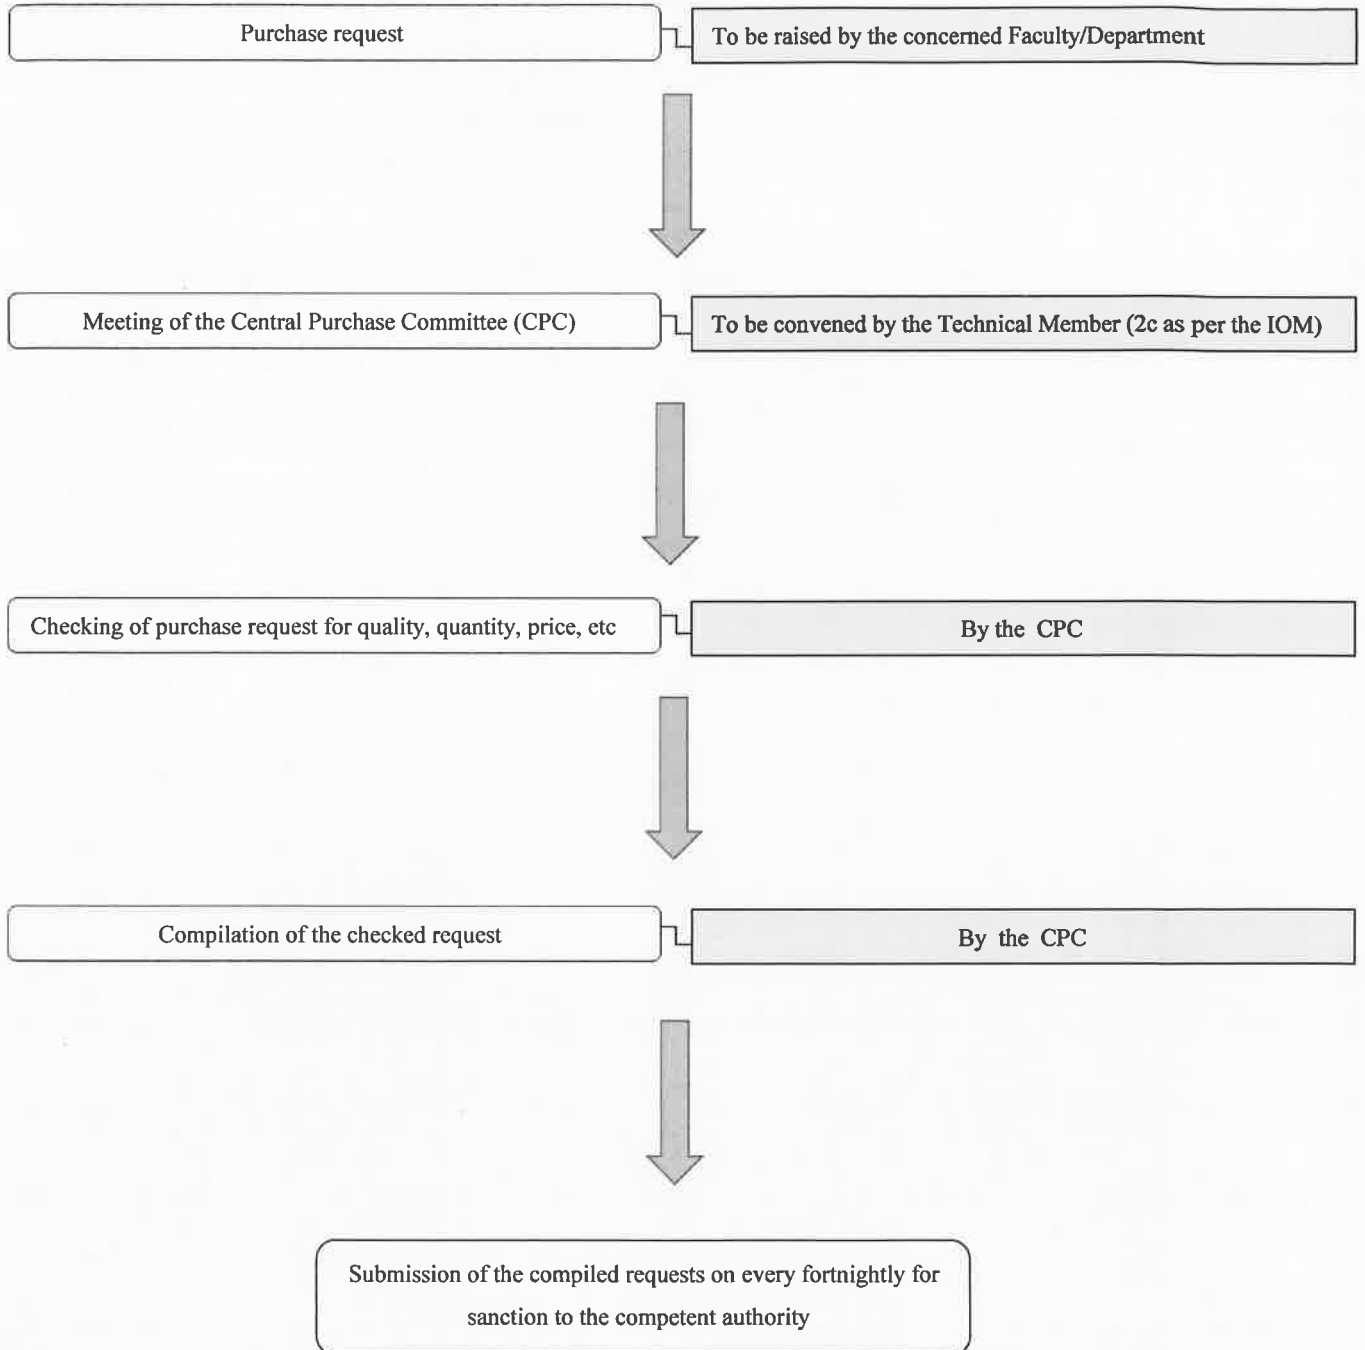 Purchase request
To be raised by the concerned Faculty/Department
Meeting of the Central Purchase Committee (CPC)
To be convened by the Technical Member (2c as per the IOM)
Checking of purchase request for quality, quantity, price, etc
By the CPC
Compilation of the checked request
By the CPC
Submission of the compiled requests on every fortnightly for
sanction to the competent authority